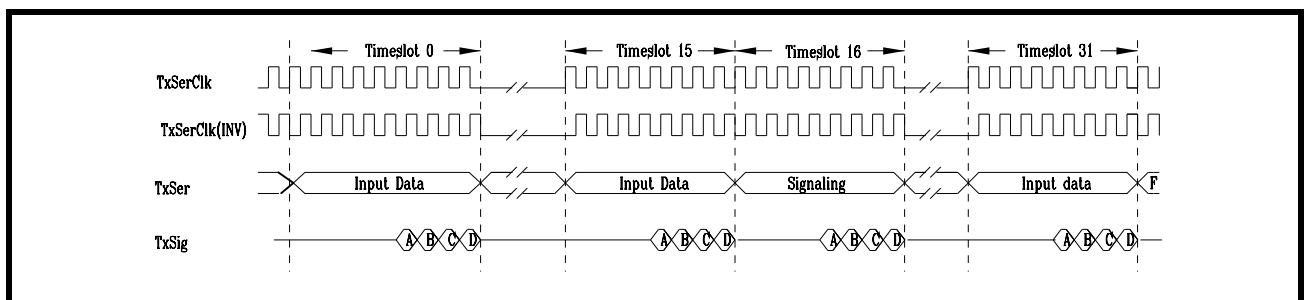 Timeslot 0 Timeslot 15 Timeslot 16 Timeslot 31
TxSerClk
TxSerClk(INV)
TxSer Input Data Input Data Signaling Input data F
TxSig A B C D A B C D A B C D A B C D